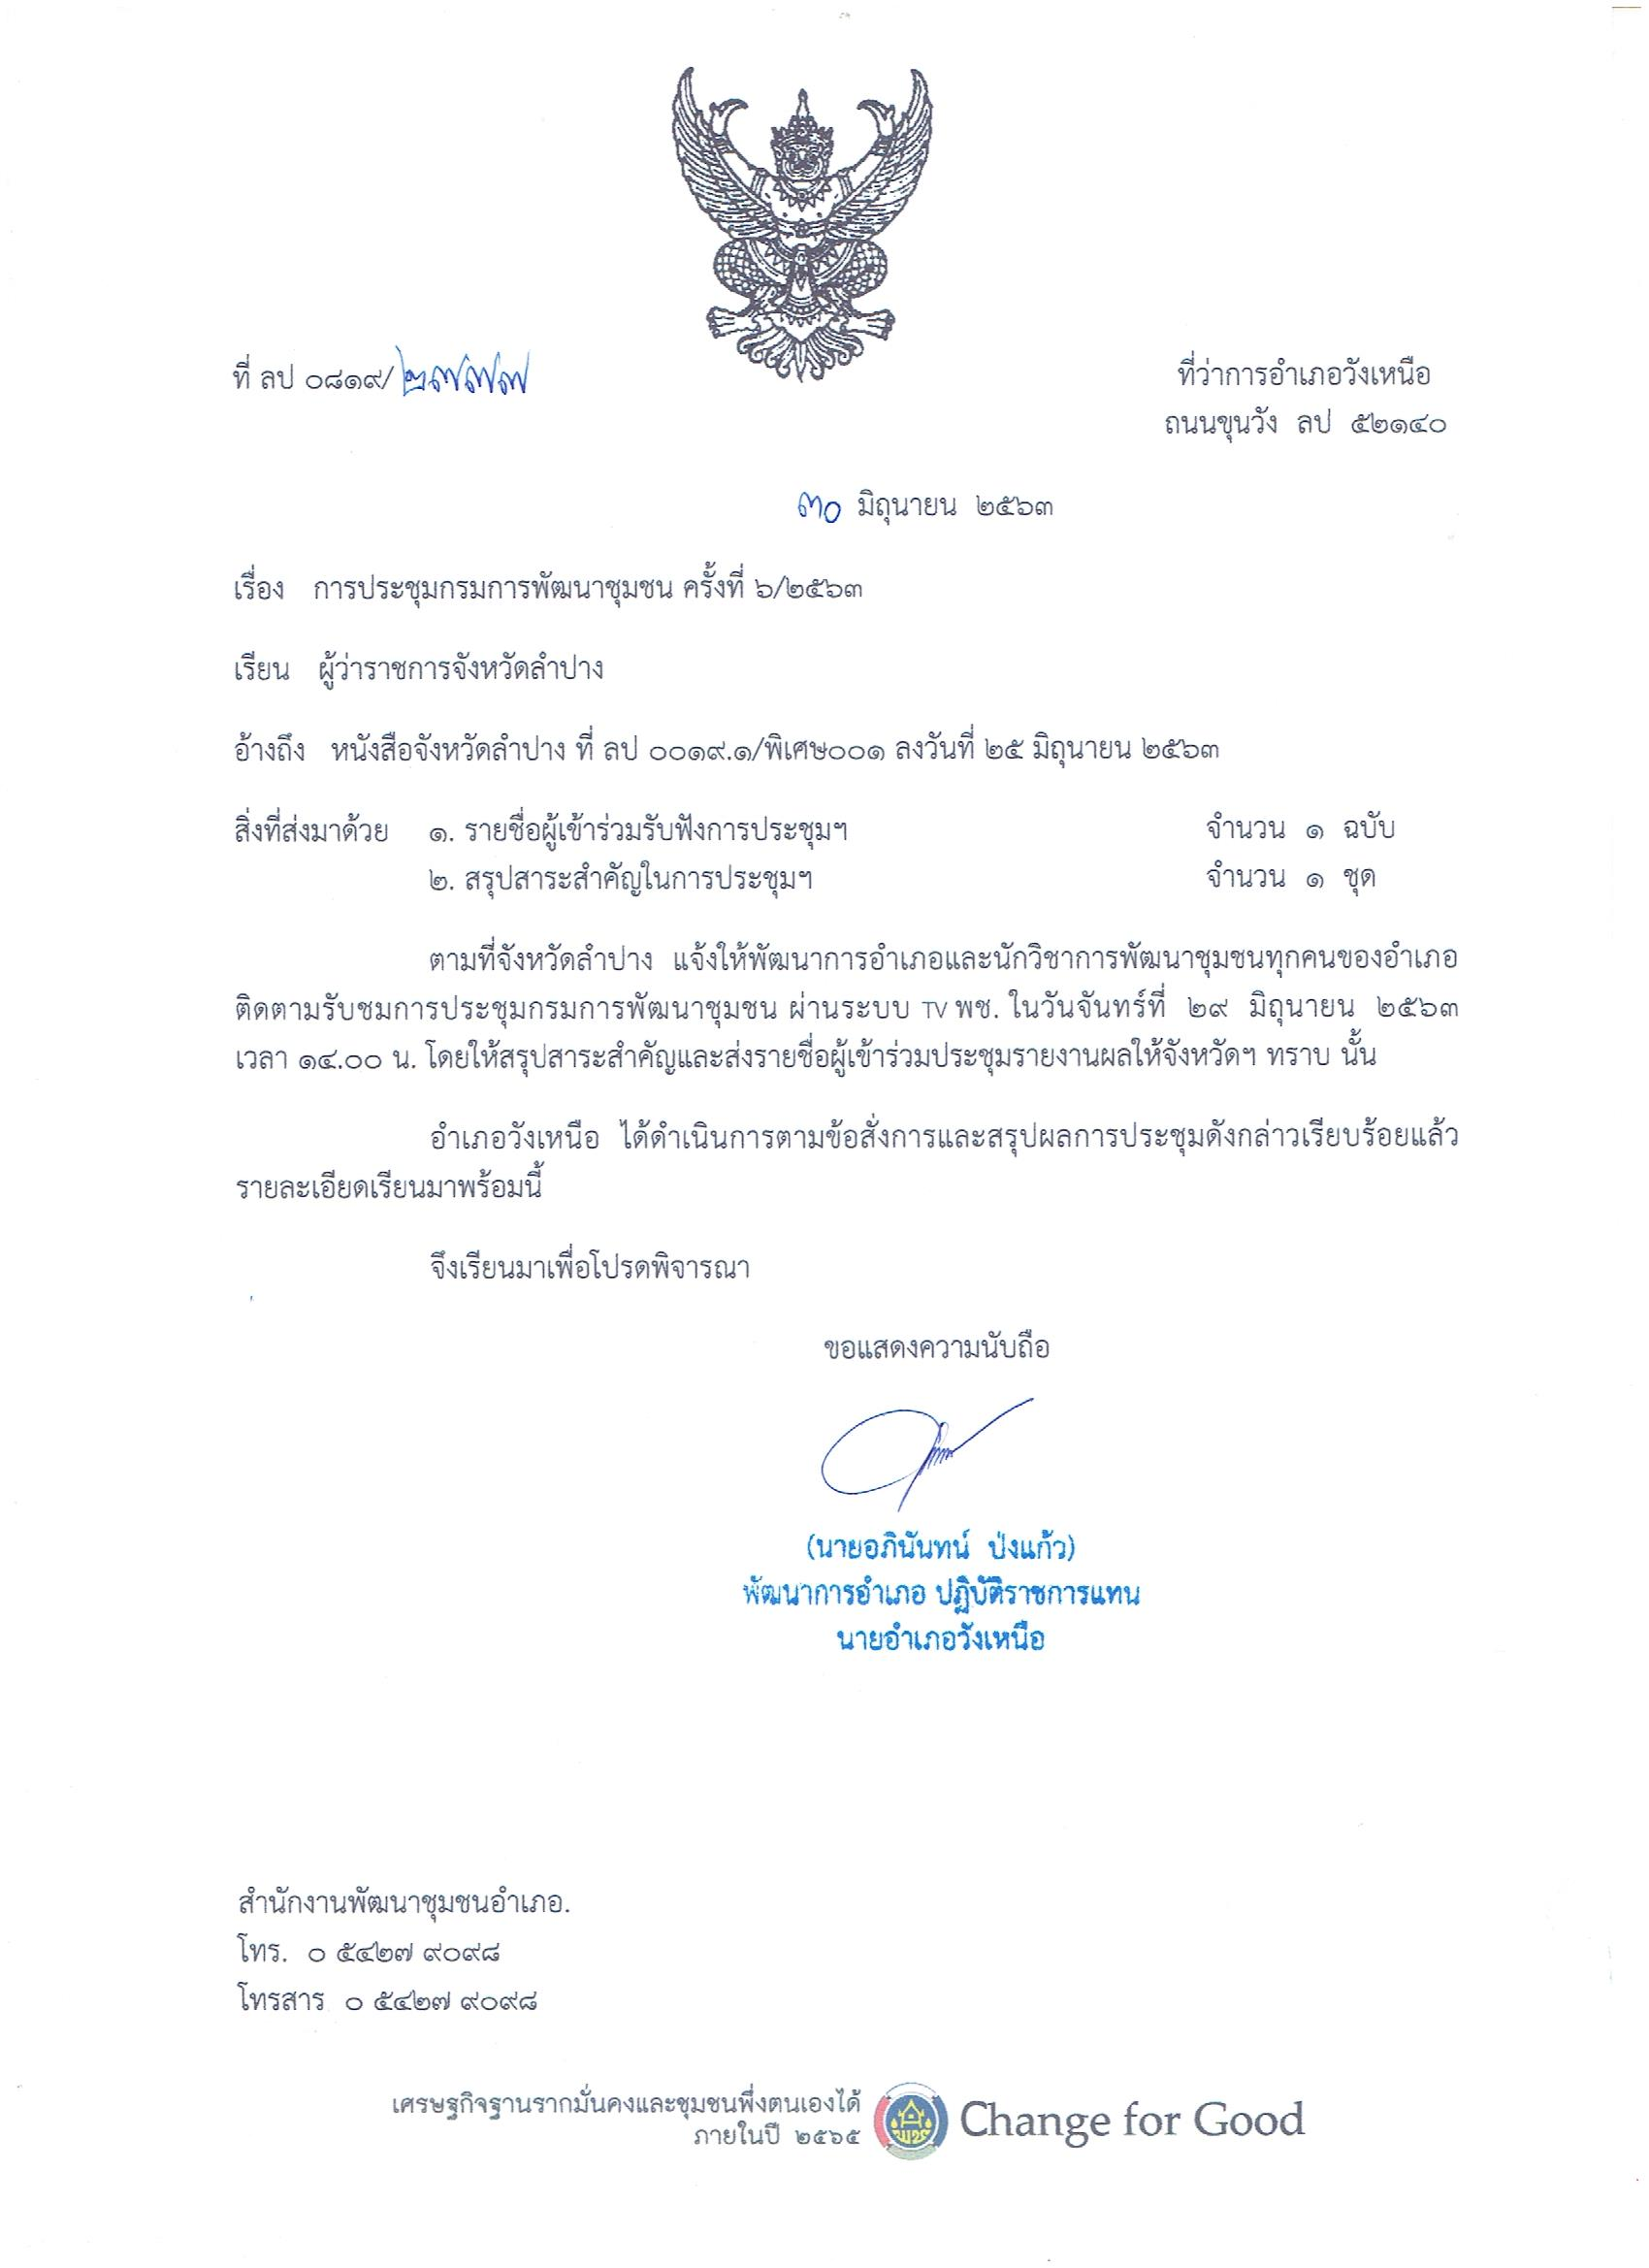 ที่ ลป ๐๘๑๙/๒๗๗๗
ที่ว่าการอำเภอวังเหนือ
ถนนขุนวัง ลป ๕๒๑๔๐
๓๐ มิถุนายน ๒๕๖๓
เรื่อง การประชุมกรมการพัฒนาชุมชน ครั้งที่ ๖/๒๕๖๓
เรียน ผู้ว่าราชการจังหวัดลำปาง
อ้างถึง หนังสือจังหวัดลำปาง ที่ ลป ๐๐๑๙.๑/พิเศษ๐๐๑ ลงวันที่ ๒๕ มิถุนายน ๒๕๖๓
สิ่งที่ส่งมาด้วย ๑. รายชื่อผู้เข้าร่วมรับฟังการประชุมฯ จำนวน ๑ ฉบับ
๒. สรุปสาระสำคัญในการประชุมฯ จำนวน ๑ ชุด
ตามที่จังหวัดลำปาง แจ้งให้พัฒนาการอำเภอและนักวิชาการพัฒนาชุมชนทุกคนของอำเภอ
ติดตามรับชมการประชุมกรมการพัฒนาชุมชน ผ่านระบบ TV พช. ในวันจันทร์ที่ ๒๙ มิถุนายน ๒๕๖๓
เวลา ๑๔.๐๐ น. โดยให้สรุปสาระสำคัญและส่งรายชื่อผู้เข้าร่วมประชุมรายงานผลให้จังหวัดฯ ทราบ นั้น
อำเภอวังเหนือ ได้ดำเนินการตามข้อสั่งการและสรุปผลการประชุมดังกล่าวเรียบร้อยแล้ว
รายละเอียดเรียนมาพร้อมนี้
จึงเรียนมาเพื่อโปรดพิจารณา
ขอแสดงความนับถือ
(นายอภินันทน์ ป่งแก้ว)
พัฒนาการอำเภอ ปฏิบัติราชการแทน
นายอำเภอวังเหนือ
สำนักงานพัฒนาชุมชนอำเภอ.
โทร. ๐ ๕๔๒๗ ๙๐๙๘
โทรสาร ๐ ๕๔๒๗ ๙๐๙๘
เศรษฐกิจฐานรากมั่นคงและชุมชนพึ่งตนเองได้
ภายในปี ๒๕๖๕
Change for Good